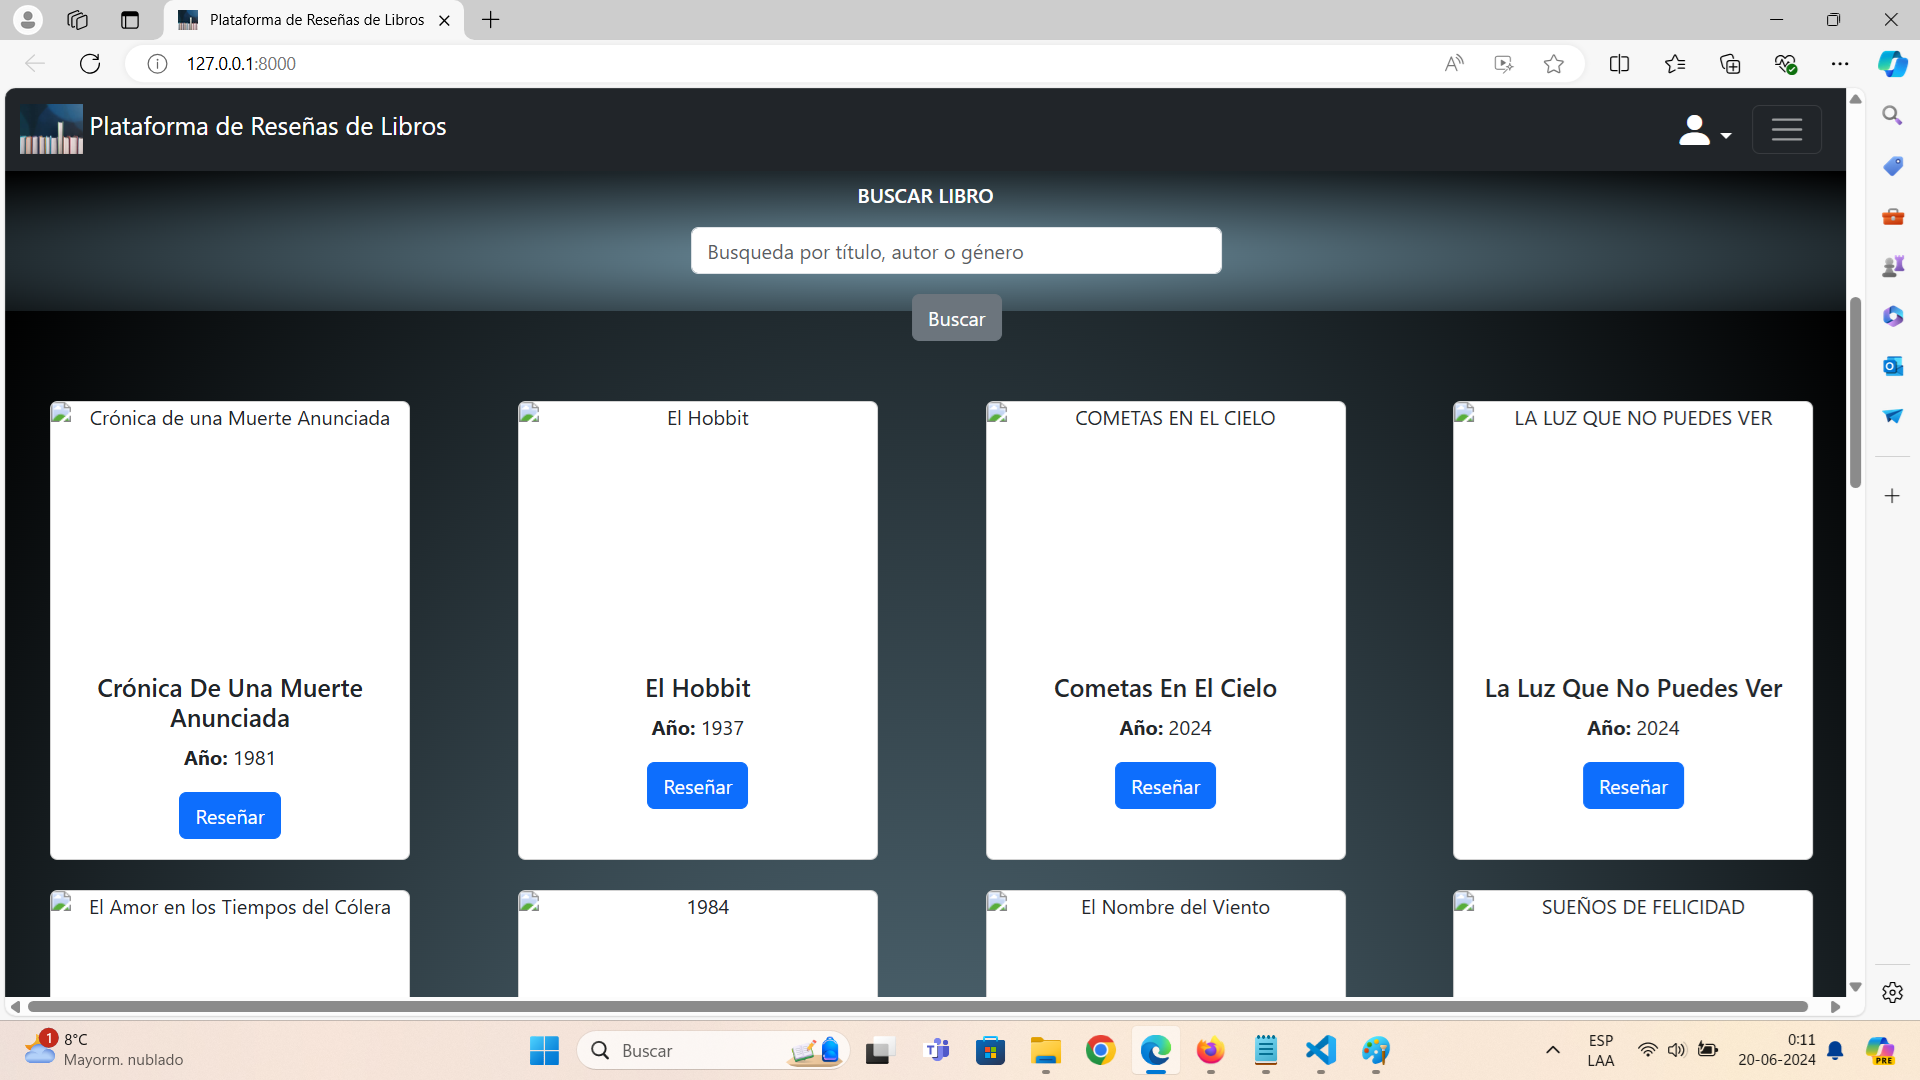 Plataforma de Reseñas de Libros
127.0.0.1:8000
Plataforma de Reseñas de Libros
BUSCAR LIBRO
Busqueda por título, autor o género
Buscar
Crónica de una Muerte Anunciada
El Hobbit
COMETAS EN EL CIELO
LA LUZ QUE NO PUEDES VER
Crónica De Una Muerte
Anunciada
Año: 1981
Reseñar
El Hobbit
Año: 1937
Reseñar
Cometas En El Cielo
Año: 2024
Reseñar
La Luz Que No Puedes Ver
Año: 2024
Reseñar
El Amor en los Tiempos del Cólera
1984
El Nombre del Viento
SUEÑOS DE FELICIDAD
1
8°C
Mayorm. nublado
Buscar
ESP
LAA
0:11
20-06-2024
PRE